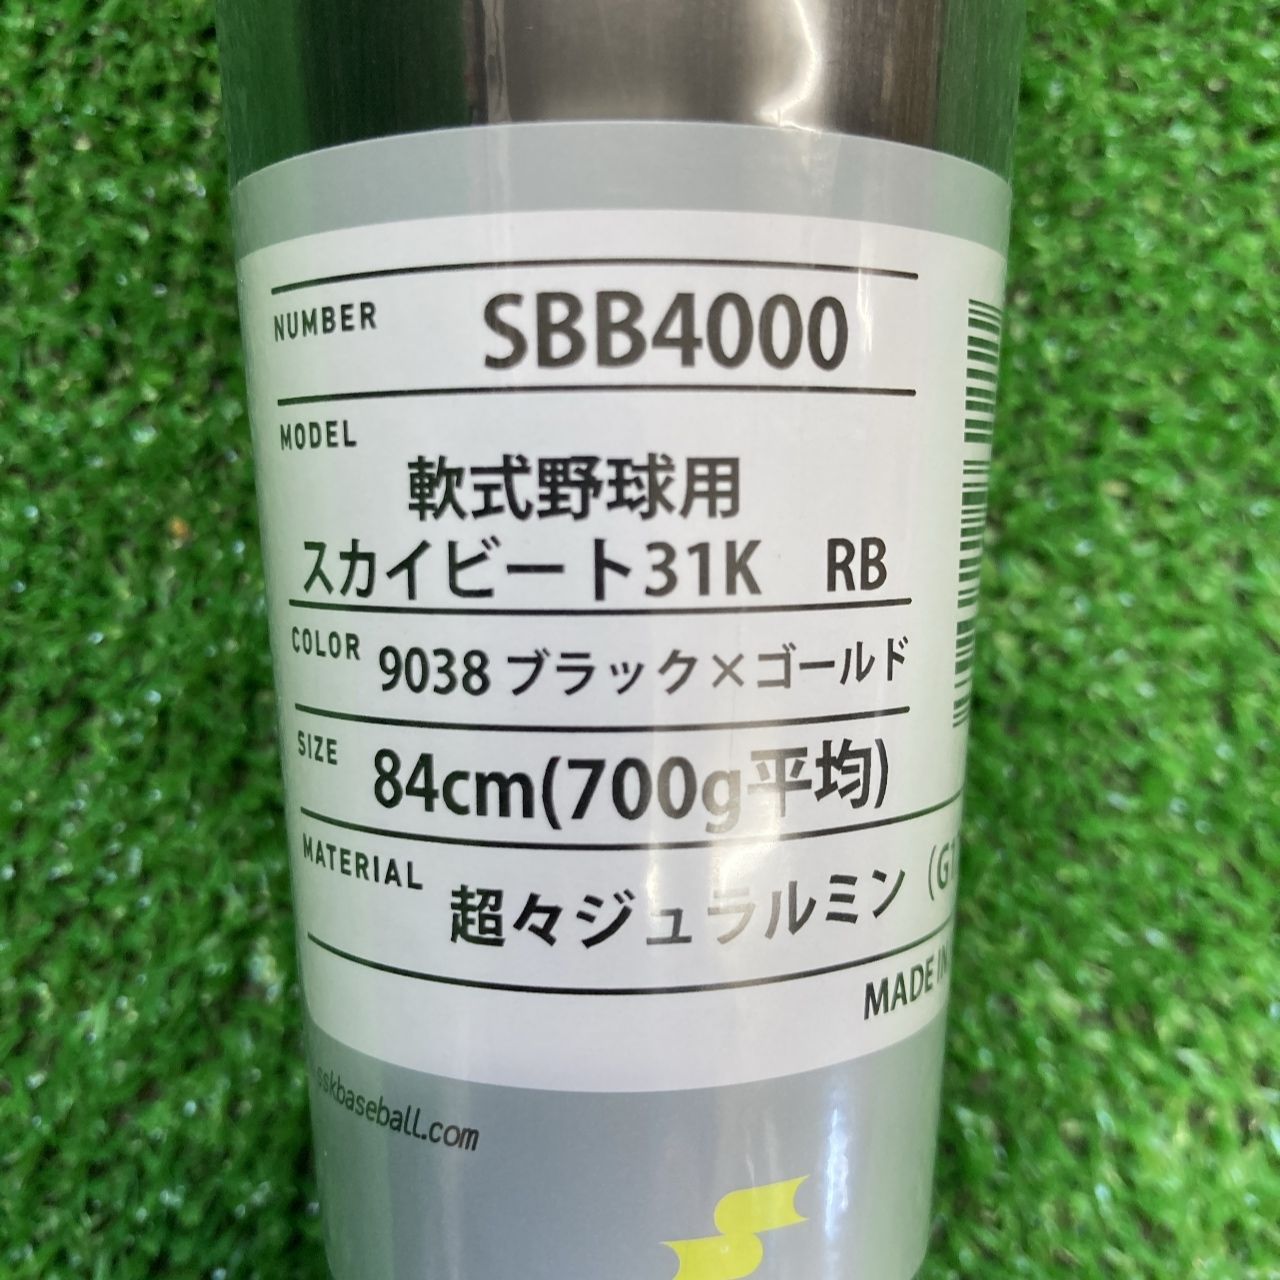 NUMBER SBB4000
MODEL
軟式野球用
スカイビート31K RB
COLOR 9038 ブラック×ゴールド
SIZE 84cm(700g平均)
MATERIAL 超々ジュラルミン
MADE IN